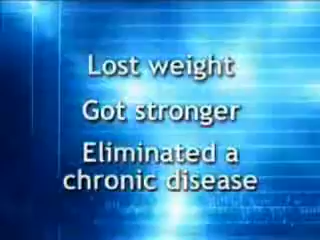 Lost weight
Got stronger
Eliminated a
chronic disease